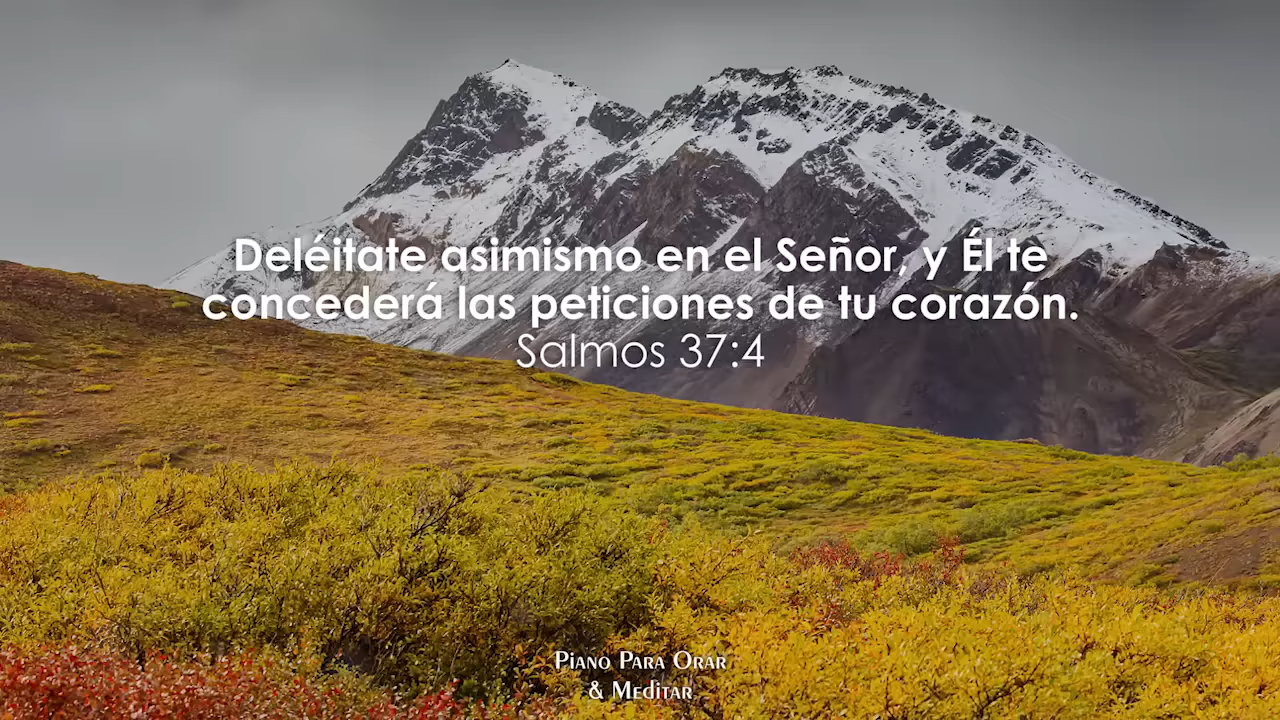 Deléitate asimismo en el Señor, y Él te
concederá las peticiones de tu corazón.
Salmos 37:4
Piano Para Orar
& Meditar